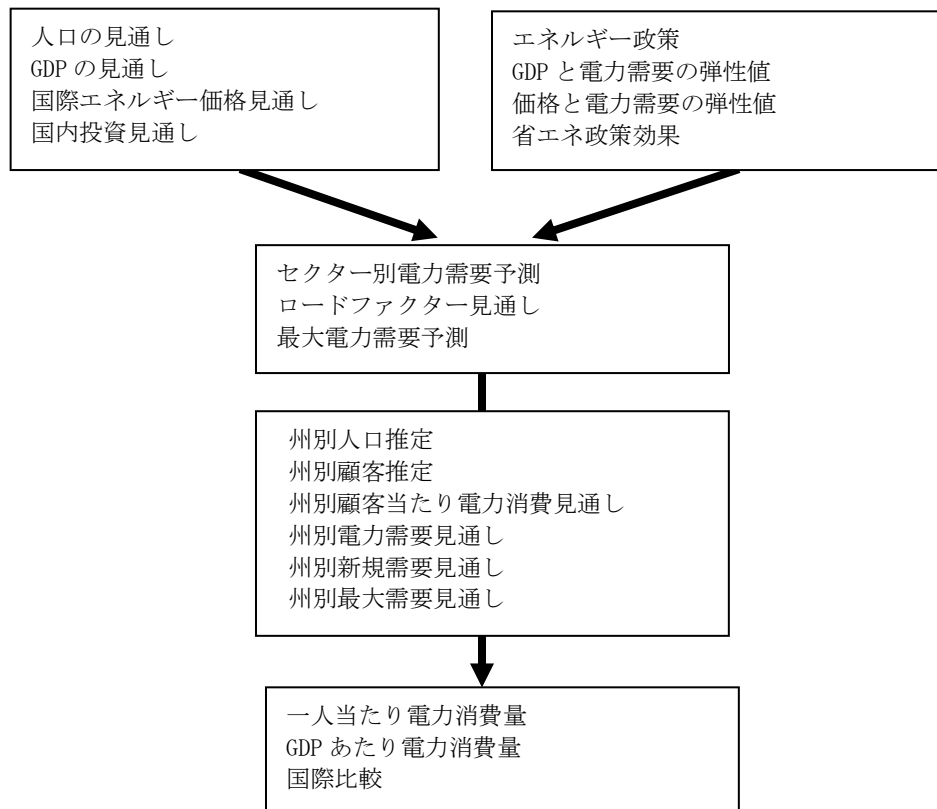 人口の見通し
GDP の見通し
国際エネルギー価格見通し
国内投資見通し
エネルギー政策
GDP と電力需要の弾性値
価格と電力需要の弾性値
省エネ政策効果
セクター別電力需要予測
ロードファクター見通し
最大電力需要予測
州別人口推定
州別顧客推定
州別顧客当たり電力消費見通し
州別電力需要見通し
州別新規需要見通し
州別最大需要見通し
一人当たり電力消費量
GDP あたり電力消費量
国際比較